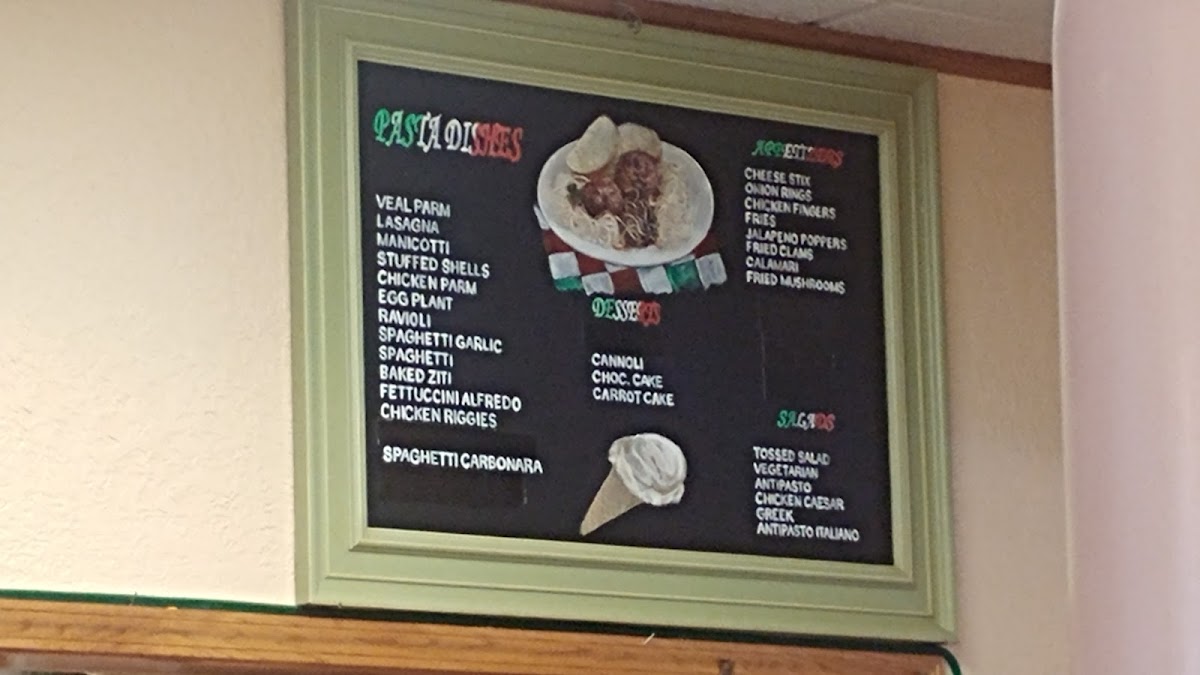 PASTA DISHES
VEAL PARM
LASAGNA
MANICOTTI
STUFFED SHELLS
CHICKEN PARM
EGG PLANT
RAVIOLI
SPAGHETTI GARLIC
SPAGHETTI
BAKED ZITI
FETTUCCINI ALFREDO
CHICKEN RIGGIES
SPAGHETTI CARBONARA
DESSERTS
CANNOLI
CHOC. CAKE
CARROT CAKE
APPETIZERS
CHEESE STIX
ONION RINGS
CHICKEN FINGERS
FRIES
JALAPENO POPPERS
FRIED CLAMS
CALAMARI
FRIED MUSHROOMS
SALADS
TOSSED SALAD
VEGETARIAN
ANTIPASTO
CHICKEN CAESAR
GREEK
ANTIPASTO ITALIANO